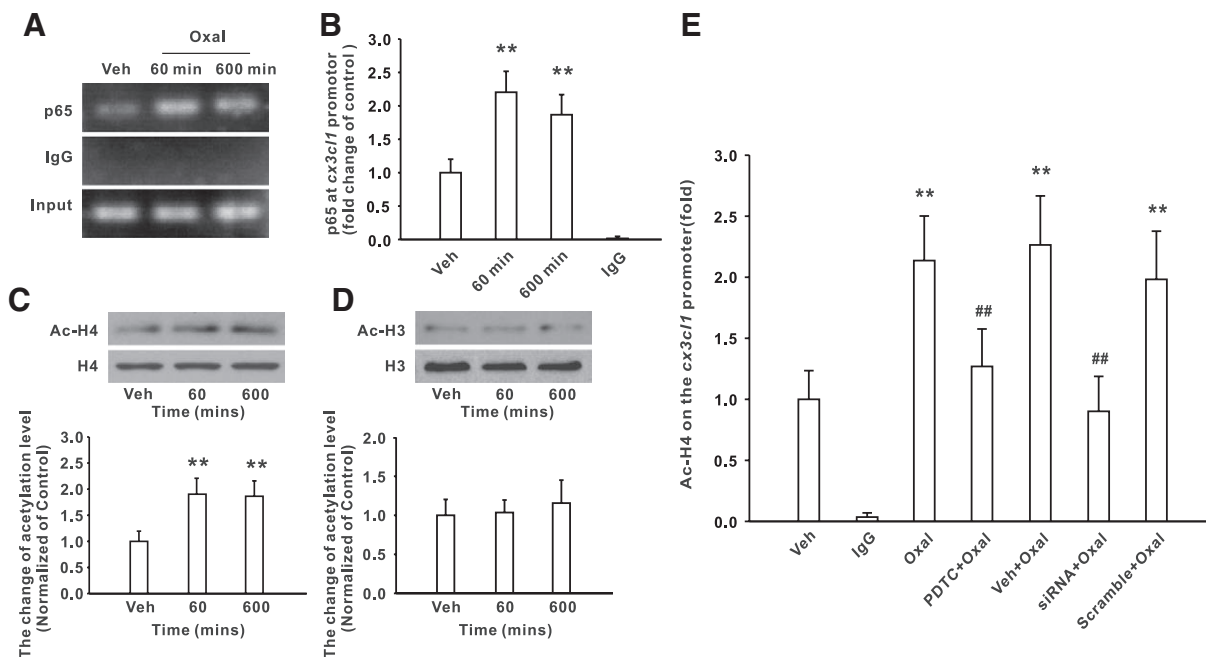 A
Oxal
Veh
60 min
600 min
p65
IgG
Input
B
p65 at cx3cl1 promotor
(fold change of control )
3.0
2.5
2.0
1.5
1.0
0.5
0.0
**
**
Veh
60 min
600 min
IgG
C
Ac-H4
H4
Veh
60
600
Time (mins)
The change of acetylation level
(Normalized of Control)
3.0
2.5
2.0
1.5
1.0
0.5
0.0
**
**
Veh
60
600
Time (mins)
D
Ac-H3
H3
Veh
60
600
Time (mins)
The change of acetylation level
(Normalized of Control)
2.0
1.5
1.0
0.5
0.0
Veh
60
600
Time (mins)
E
Ac-H4 on the cx3cl1 promoter(fold)
3.0
2.5
2.0
1.5
1.0
0.5
0.0
**
##
**
##
**
Veh
IgG
Oxal
PDTC+Oxal
Veh+Oxal
siRNA+Oxal
Scramble+Oxal